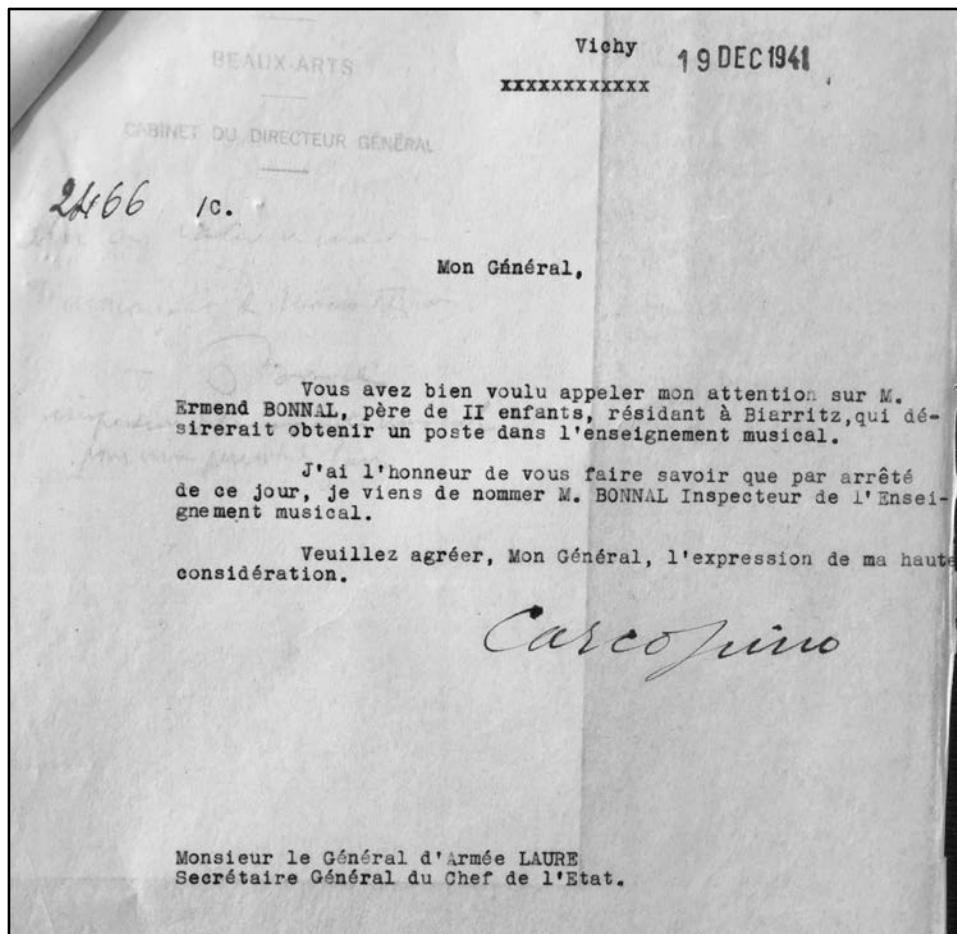 BEAUX-ARTS
CABINET DU DIRECTEUR GÉNÉRAL
Vichy 19 DEC 1941
xxxxxxxxxxxx
2466 /C.
Mon Général,
Vous avez bien voulu appeler mon attention sur M.
Ermend BONNAL, père de II enfants, résidant à Biarritz,qui dé-
sirerait obtenir un poste dans l'enseignement musical.
J'ai l'honneur de vous faire savoir que par arrêté
de ce jour, je viens de nommer M. BONNAL Inspecteur de l'Ensei-
gnement musical.
Veuillez agréer, Mon Général, l'expression de ma haute
considération.
Carcopino
Monsieur le Général d'Armée LAURE
Secrétaire Général du Chef de l'Etat.